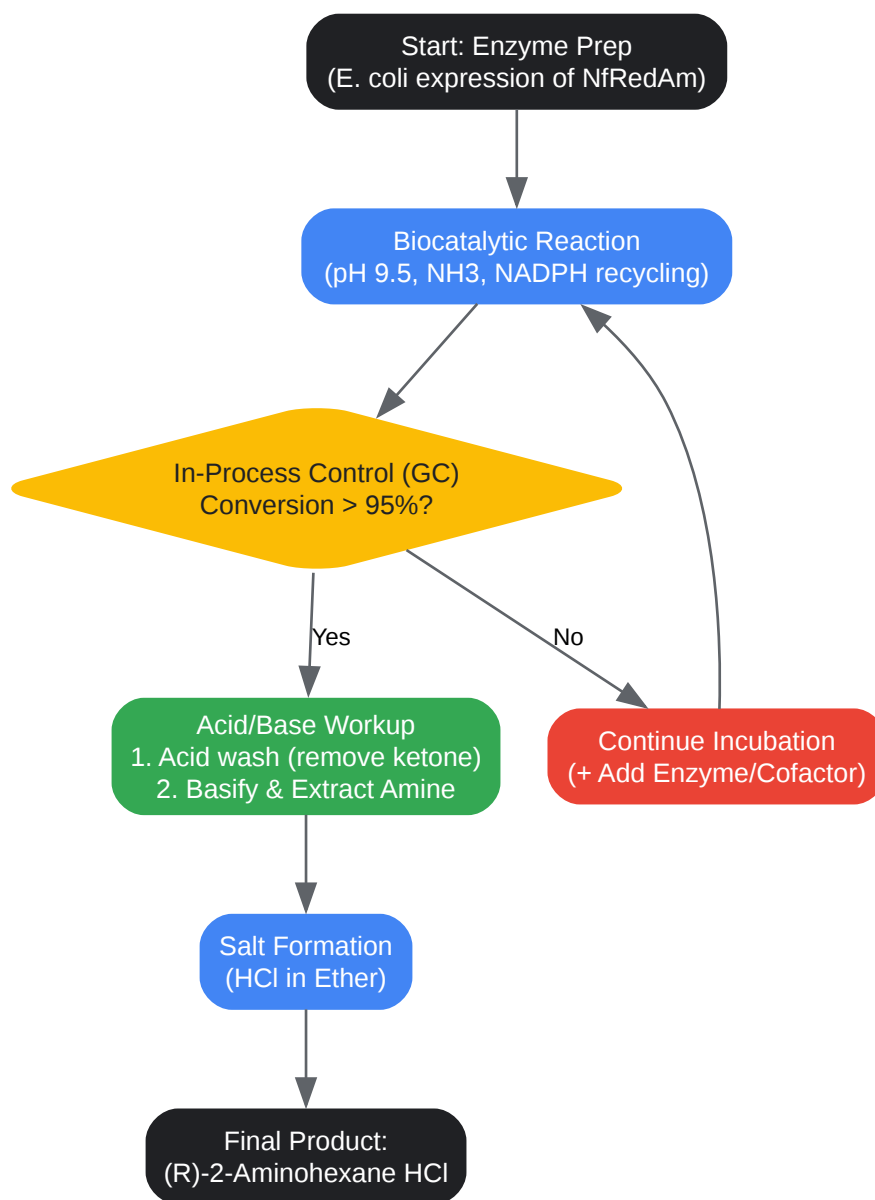 Start: Enzyme Prep
(E. coli expression of NfRedAm)
Biocatalytic Reaction
(pH 9.5, NH3, NADPH recycling)
In-Process Control (GC)
Conversion > 95%?
Yes
No
Acid/Base Workup
1. Acid wash (remove ketone)
2. Basify & Extract Amine
Continue Incubation
(+ Add Enzyme/Cofactor)
Salt Formation
(HCl in Ether)
Final Product:
(R)-2-Aminohexane HCl